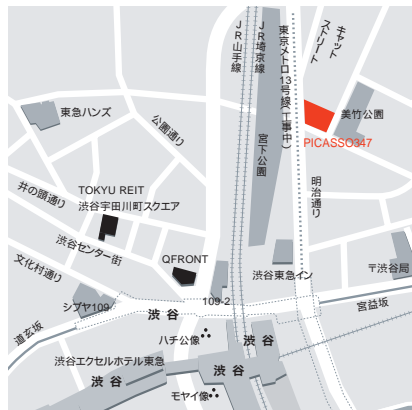 JR山手線
JR埼京線
東京メトロ13号線(工事中)
キャット
ストリート
東急ハンズ
公園通り
宮下公園
美竹公園
PICASSO347
明治通り
井の頭通り
TOKYU REIT
渋谷宇田川町スクエア
渋谷センター街
文化村通り
QFRONT
渋谷東急イン
〒渋谷局
シブヤ109
109-2
宮益坂
道玄坂
渋谷
ハチ公像
渋谷エクセルホテル東急
渋谷
渋谷
モヤイ像